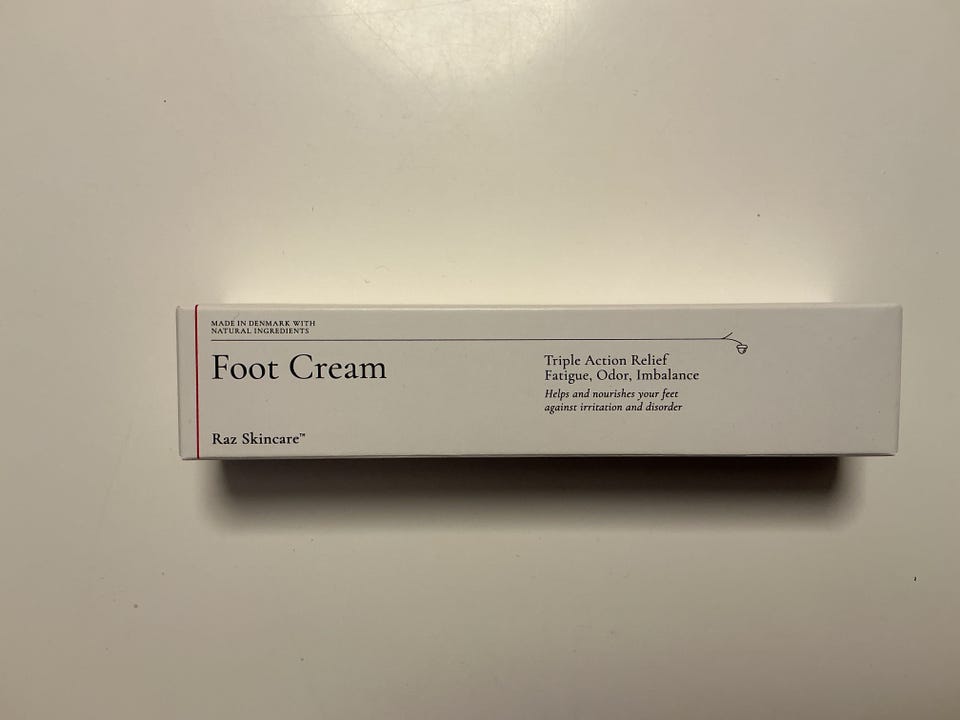 MADE IN DENMARK WITH
NATURAL INGREDIENTS
Foot Cream
Triple Action Relief
Fatigue, Odor, Imbalance
Helps and nourishes your feet
against irritation and disorder
Raz Skincare™